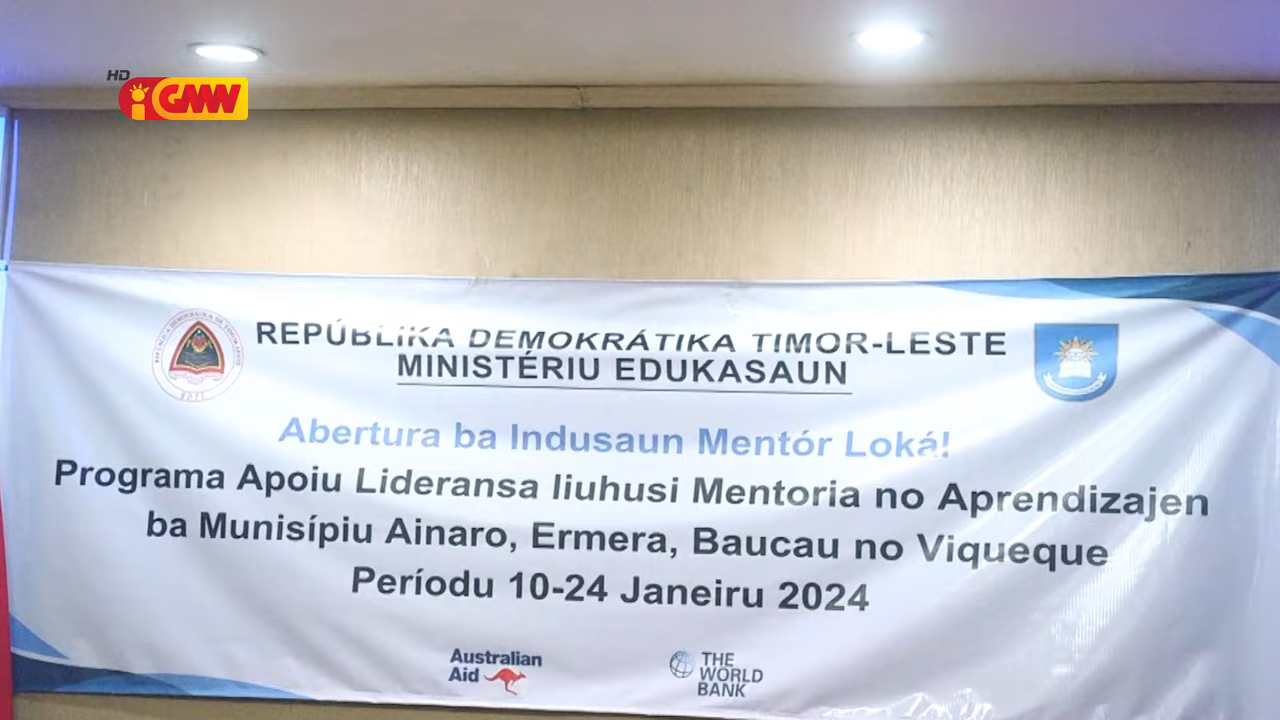 HD
GMN
REPÚBLIKA DEMOKRÁTIKA TIMOR-LESTE
MINISTÉRIU EDUKASAUN
Abertura ba Indusaun Mentór Loká!
Programa Apoiu Lideransa liuhusi Mentoria no Aprendizajen
ba Munisípiu Ainaro, Ermera, Baucau no Viqueque
Períodu 10-24 Janeiru 2024
Australian
Aid
THE
WORLD
BANK